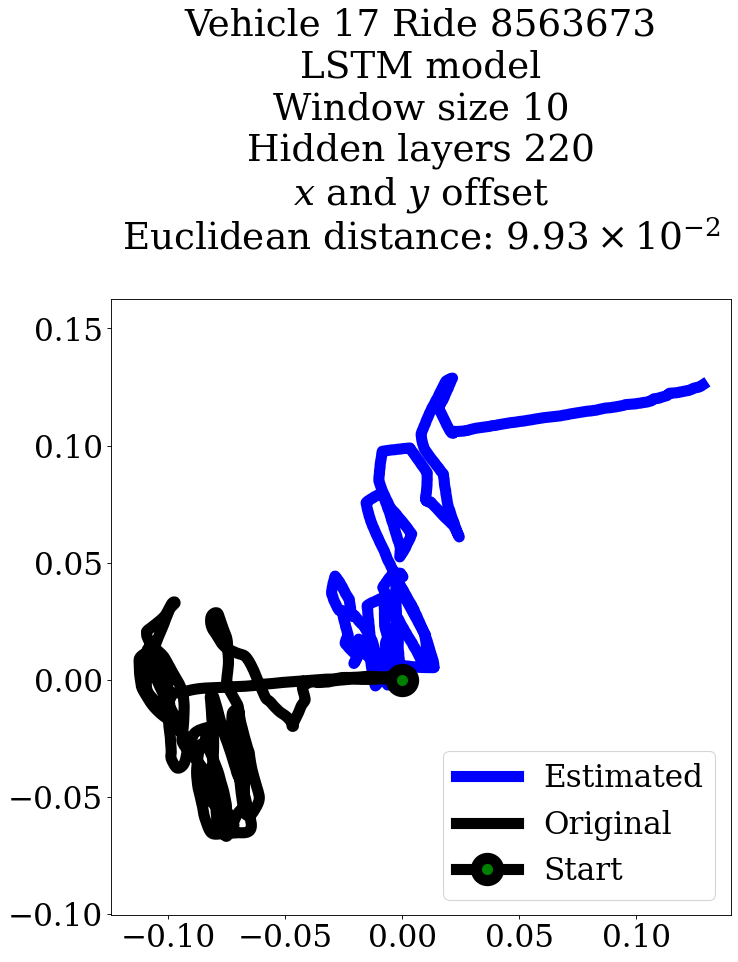 Vehicle 17 Ride 8563673
LSTM model
Window size 10
Hidden layers 220
x and y offset
Euclidean distance: 9.93 × 10⁻²
0.15
0.10
0.05
0.00
−0.05
−0.10
Estimated
Original
Start
−0.10 −0.05 0.00 0.05 0.10